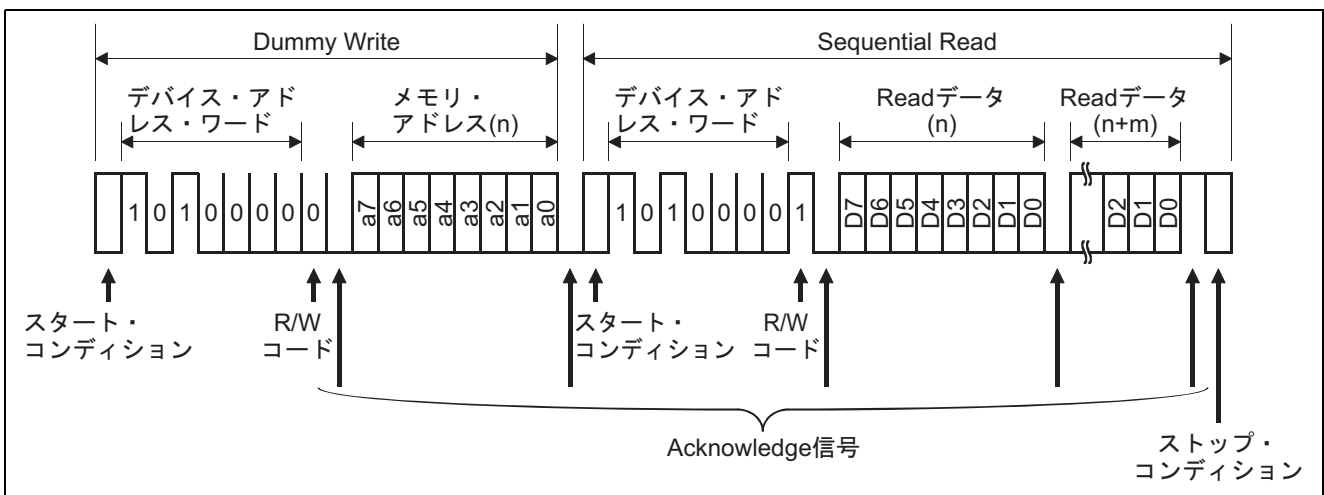 Dummy Write
Sequential Read
デバイス・アド
レス・ワード
メモリ・
アドレス(n)
デバイス・アド
レス・ワード
Readデータ
(n)
Readデータ
(n+m)
1 0 1 0 0 0 0 0 a7 a6 a5 a4 a3 a2 a1 a0 1 0 1 0 0 0 0 1 D7 D6 D5 D4 D3 D2 D1 D0 D2 D1 D0
スタート・
コンディション
R/W
コード
スタート・
コンディション
R/W
コード
Acknowledge信号
ストップ・
コンディション